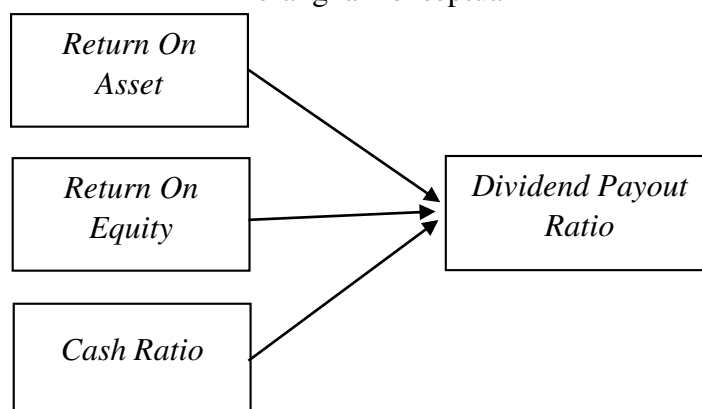 Return On
Asset
Return On
Equity
Cash Ratio
Dividend Payout
Ratio